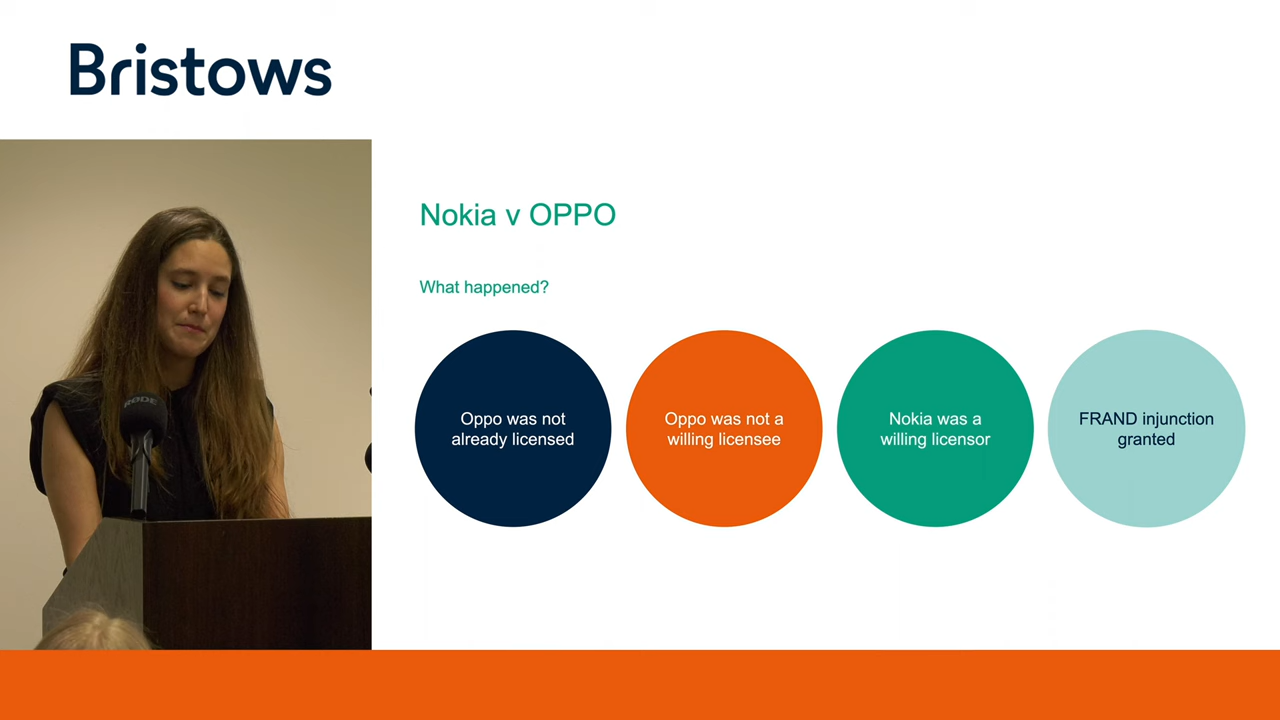 Bristows
Nokia v OPPO
What happened?
Oppo was not
already licensed
Oppo was not a
willing licensee
Nokia was a
willing licensor
FRAND injunction
granted
RØDE